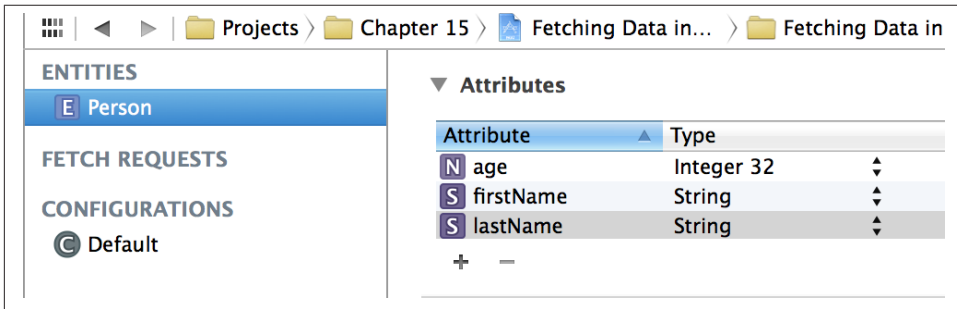 Projects Chapter 15 Fetching Data in... Fetching Data in
ENTITIES
E Person
FETCH REQUESTS
CONFIGURATIONS
C Default
Attributes
Attribute Type
N age Integer 32
S firstName String
S lastName String